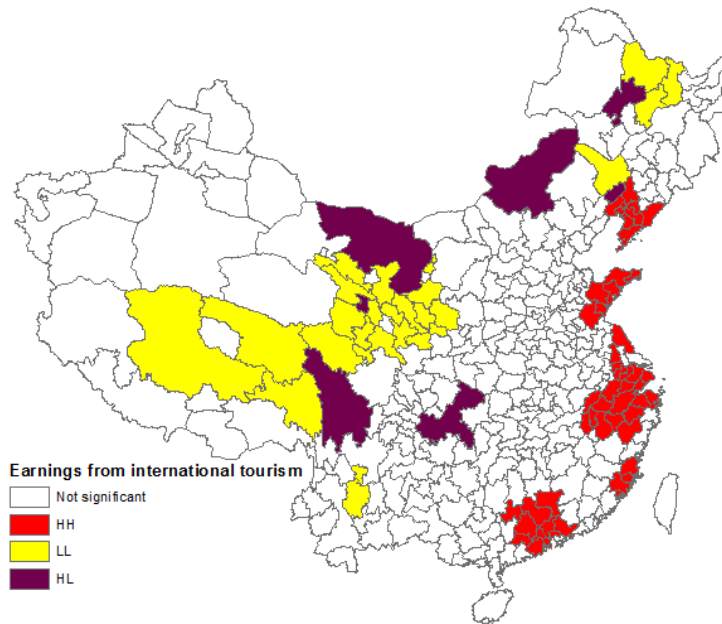 Earnings from international tourism
Not significant
HH
LL
HL